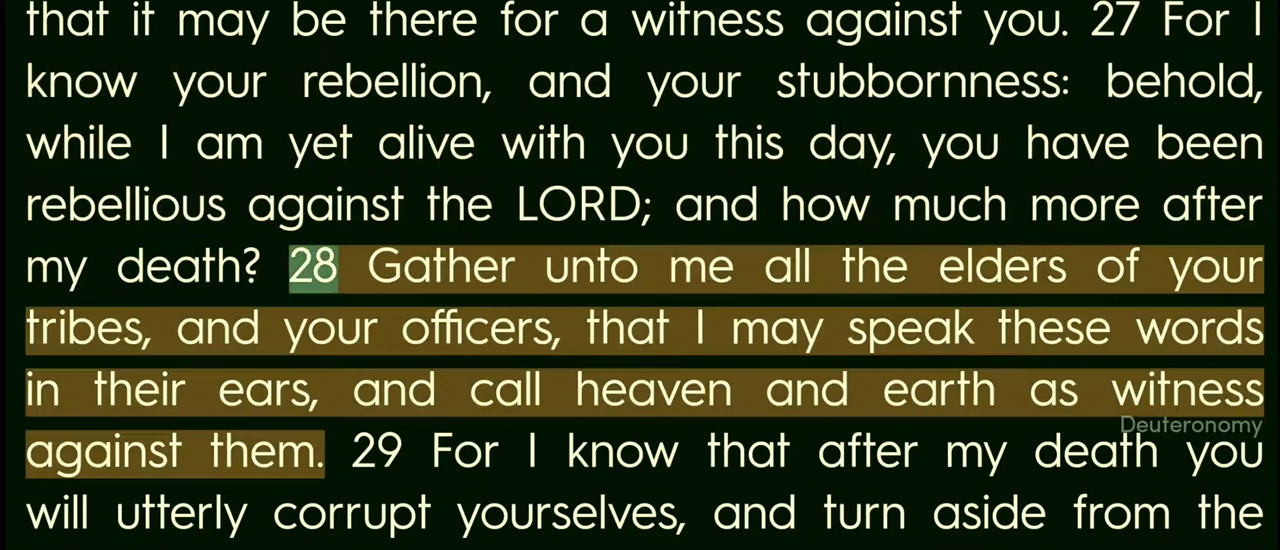 that it may be there for a witness against you. 27 For I
know your rebellion, and your stubbornness: behold,
while I am yet alive with you this day, you have been
rebellious against the LORD; and how much more after
my death? 28 Gather unto me all the elders of your
tribes, and your officers, that I may speak these words
in their ears, and call heaven and earth as witness
Deuteronomy
against them. 29 For I know that after my death you
will utterly corrupt yourselves, and turn aside from the